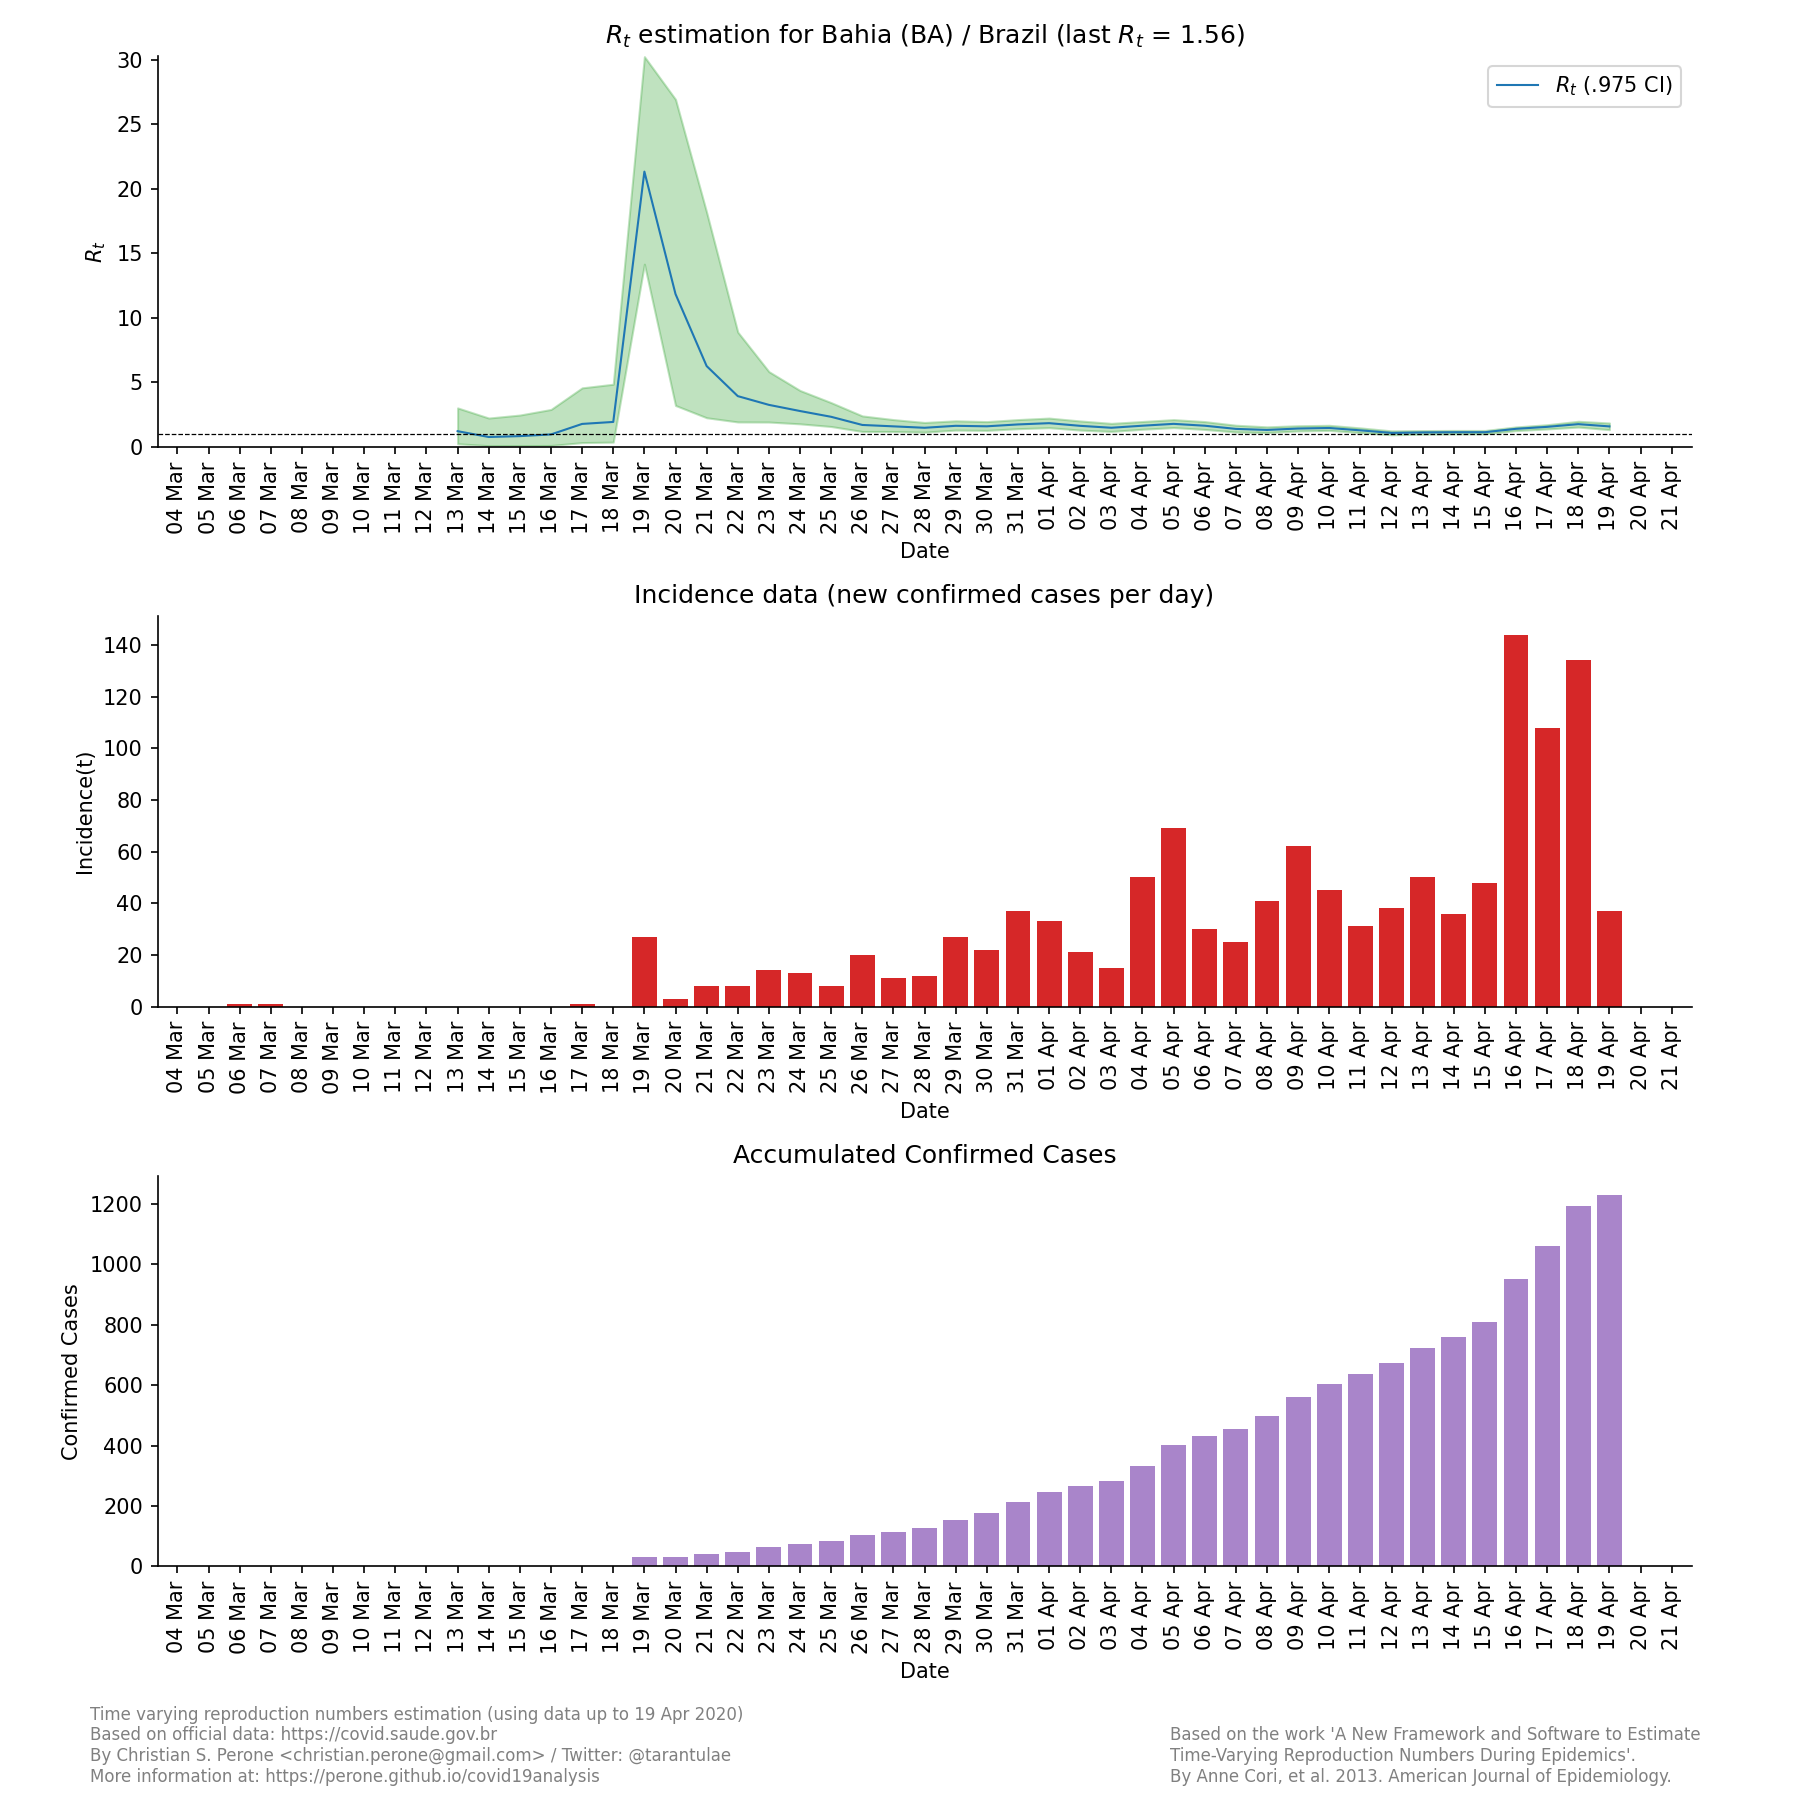 Rt estimation for Bahia (BA) / Brazil (last Rt = 1.56)
Rt (.975 CI)
Rt
30
25
20
15
10
5
0
04 Mar 05 Mar 06 Mar 07 Mar 08 Mar 09 Mar 10 Mar 11 Mar 12 Mar 13 Mar 14 Mar 15 Mar 16 Mar 17 Mar 18 Mar 19 Mar 20 Mar 21 Mar 22 Mar 23 Mar 24 Mar 25 Mar 26 Mar 27 Mar 28 Mar 29 Mar 30 Mar 31 Mar 01 Apr 02 Apr 03 Apr 04 Apr 05 Apr 06 Apr 07 Apr 08 Apr 09 Apr 10 Apr 11 Apr 12 Apr 13 Apr 14 Apr 15 Apr 16 Apr 17 Apr 18 Apr 19 Apr 20 Apr 21 Apr
Date
Incidence data (new confirmed cases per day)
Incidence(t)
140
120
100
80
60
40
20
0
04 Mar 05 Mar 06 Mar 07 Mar 08 Mar 09 Mar 10 Mar 11 Mar 12 Mar 13 Mar 14 Mar 15 Mar 16 Mar 17 Mar 18 Mar 19 Mar 20 Mar 21 Mar 22 Mar 23 Mar 24 Mar 25 Mar 26 Mar 27 Mar 28 Mar 29 Mar 30 Mar 31 Mar 01 Apr 02 Apr 03 Apr 04 Apr 05 Apr 06 Apr 07 Apr 08 Apr 09 Apr 10 Apr 11 Apr 12 Apr 13 Apr 14 Apr 15 Apr 16 Apr 17 Apr 18 Apr 19 Apr 20 Apr 21 Apr
Date
Accumulated Confirmed Cases
Confirmed Cases
1200
1000
800
600
400
200
0
04 Mar 05 Mar 06 Mar 07 Mar 08 Mar 09 Mar 10 Mar 11 Mar 12 Mar 13 Mar 14 Mar 15 Mar 16 Mar 17 Mar 18 Mar 19 Mar 20 Mar 21 Mar 22 Mar 23 Mar 24 Mar 25 Mar 26 Mar 27 Mar 28 Mar 29 Mar 30 Mar 31 Mar 01 Apr 02 Apr 03 Apr 04 Apr 05 Apr 06 Apr 07 Apr 08 Apr 09 Apr 10 Apr 11 Apr 12 Apr 13 Apr 14 Apr 15 Apr 16 Apr 17 Apr 18 Apr 19 Apr 20 Apr 21 Apr
Date
Time varying reproduction numbers estimation (using data up to 19 Apr 2020)
Based on official data: https://covid.saude.gov.br
By Christian S. Perone <christian.perone@gmail.com> / Twitter: @tarantulae
More information at: https://perone.github.io/covid19analysis
Based on the work 'A New Framework and Software to Estimate
Time-Varying Reproduction Numbers During Epidemics'.
By Anne Cori, et al. 2013. American Journal of Epidemiology.